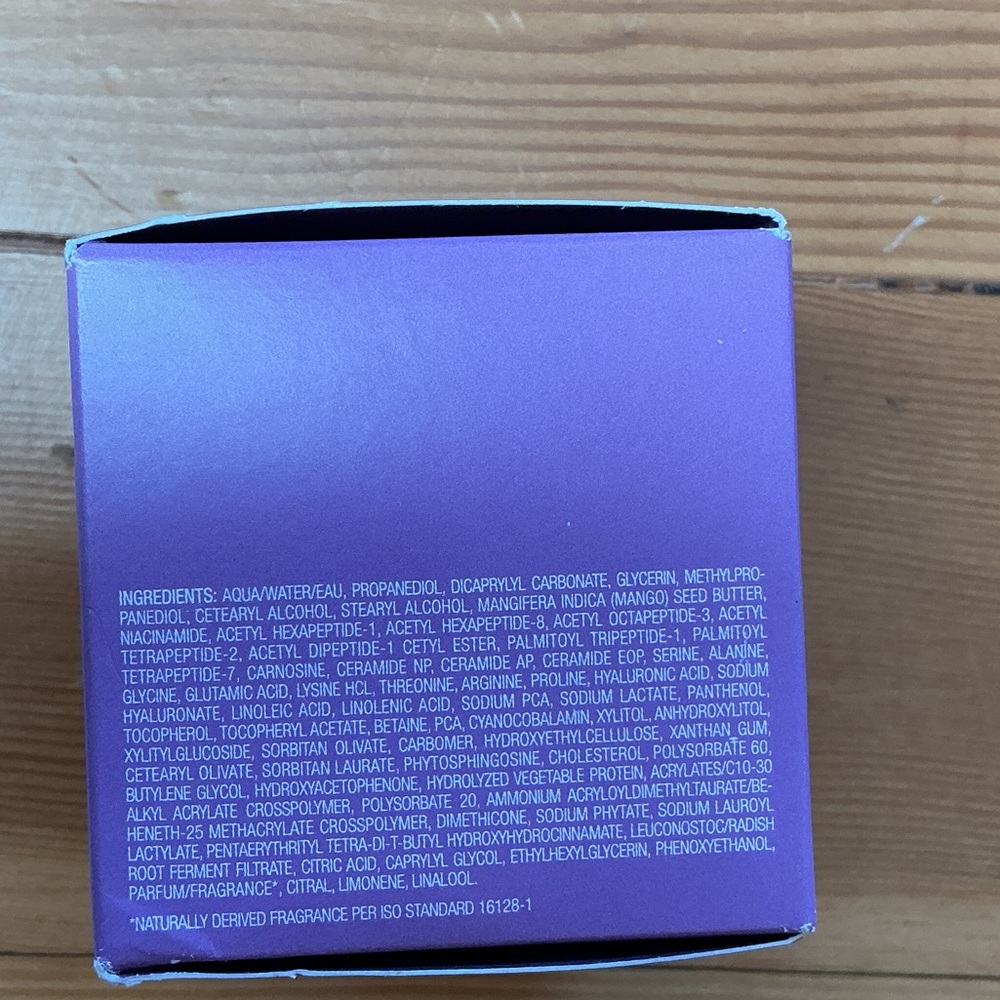 INGREDIENTS: AQUA/WATER/EAU, PROPANEDIOL, DICAPRYLYL CARBONATE, GLYCERIN, METHYLPRO-
PANEDIOL, CETEARYL ALCOHOL, STEARYL ALCOHOL, MANGIFERA INDICA (MANGO) SEED BUTTER,
NIACINAMIDE, ACETYL HEXAPEPTIDE-1, ACETYL HEXAPEPTIDE-8, ACETYL OCTAPEPTIDE-3, ACETYL
TETRAPEPTIDE-2, ACETYL DIPEPTIDE-1 CETYL ESTER, PALMITOYL TRIPEPTIDE-1, PALMITOYL
TETRAPEPTIDE-7, CARNOSINE, CERAMIDE NP, CERAMIDE AP, CERAMIDE EOP, SERINE, ALANINE,
GLYCINE, GLUTAMIC ACID, LYSINE HCL, THREONINE, ARGININE, PROLINE, HYALURONIC ACID, SODIUM
HYALURONATE, LINOLEIC ACID, LINOLENIC ACID, SODIUM PCA, SODIUM LACTATE, PANTHENOL,
TOCOPHEROL, TOCOPHERYL ACETATE, BETAINE, PCA, CYANOCOBALAMIN, XYLITOL, ANHYDROXYLITOL,
XYLITYLGLUCOSIDE, SORBITAN OLIVATE, CARBOMER, HYDROXYETHYLCELLULOSE, XANTHAN GUM,
CETEARYL OLIVATE, SORBITAN LAURATE, PHYTOSPHINGOSINE, CHOLESTEROL, POLYSORBATE 60,
BUTYLENE GLYCOL, HYDROXYACETOPHENONE, HYDROLYZED VEGETABLE PROTEIN, ACRYLATES/C10-30
ALKYL ACRYLATE CROSSPOLYMER, POLYSORBATE 20, AMMONIUM ACRYLOYLDIMETHYLTAURATE/BE-
HENETH-25 METHACRYLATE CROSSPOLYMER, DIMETHICONE, SODIUM PHYTATE, SODIUM LAUROYL
LACTYLATE, PENTAERYTHRITYL TETRA-DI-T-BUTYL HYDROXYHYDROCINNAMATE, LEUCONOSTOC/RADISH
ROOT FERMENT FILTRATE, CITRIC ACID, CAPRYLYL GLYCOL, ETHYLHEXYLGLYCERIN, PHENOXYETHANOL,
PARFUM/FRAGRANCE*, CITRAL, LIMONENE, LINALOOL.
*NATURALLY DERIVED FRAGRANCE PER ISO STANDARD 16128-1